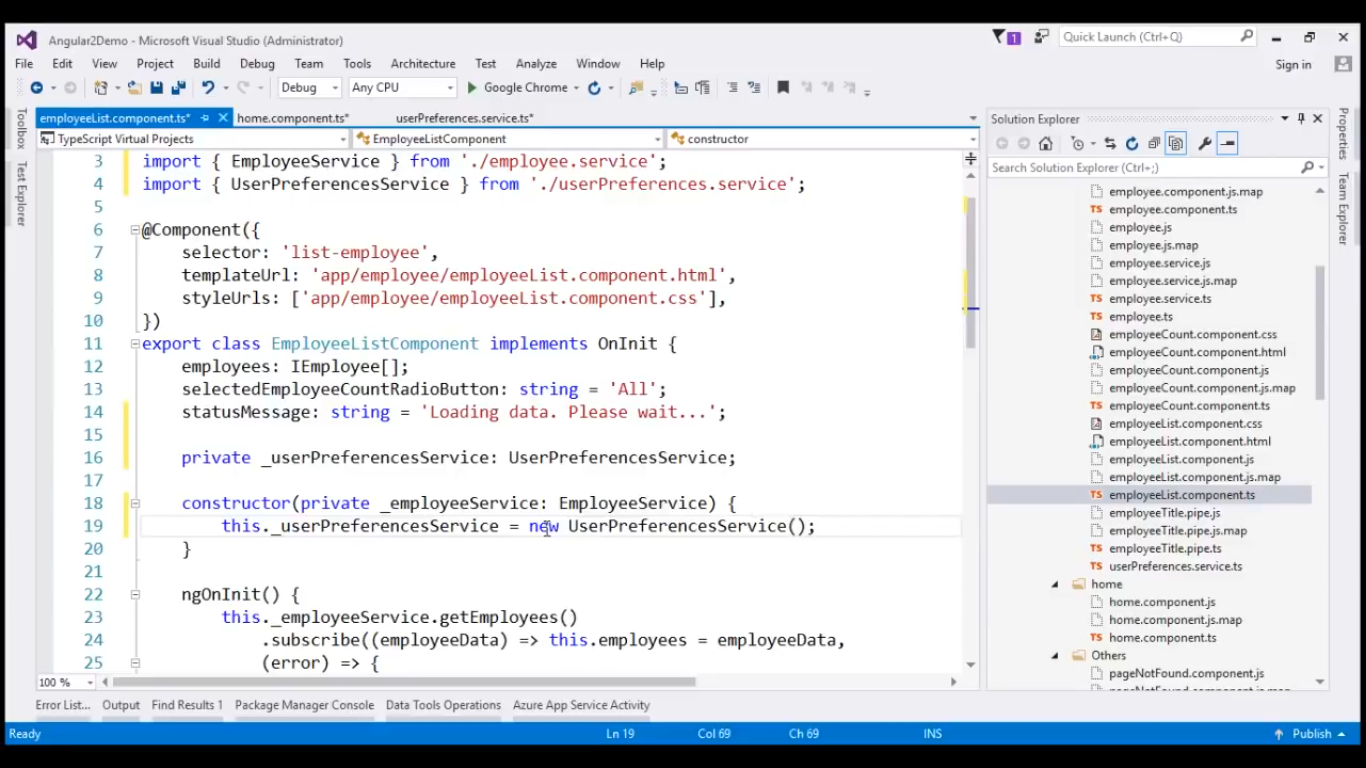 Angular2Demo - Microsoft Visual Studio (Administrator)
1
Quick Launch (Ctrl+Q)
File Edit View Project Build Debug Team Tools Architecture Test Analyze Window Help
Sign in
Debug Any CPU Google Chrome
employeeList.component.ts* home.component.ts* userPreferences.service.ts*
TypeScript Virtual Projects EmployeeListComponent constructor
Toolbox
Test Explorer
3 import { EmployeeService } from './employee.service';
4 import { UserPreferencesService } from './userPreferences.service';
5
6 @Component({
7 selector: 'list-employee',
8 templateUrl: 'app/employee/employeeList.component.html',
9 styleUrls: ['app/employee/employeeList.component.css'],
10 })
11 export class EmployeeListComponent implements OnInit {
12 employees: IEmployee[];
13 selectedEmployeeCountRadioButton: string = 'All';
14 statusMessage: string = 'Loading data. Please wait...';
15
16 private _userPreferencesService: UserPreferencesService;
17
18 constructor(private _employeeService: EmployeeService) {
19 this._userPreferencesService = new UserPreferencesService();
20 }
21
22 ngOnInit() {
23 this._employeeService.getEmployees()
24 .subscribe((employeeData) => this.employees = employeeData,
25 (error) => {
100 %
Solution Explorer
Search Solution Explorer (Ctrl+;)
employee.component.js.map
TS employee.component.ts
employee.js
employee.js.map
employee.service.js
employee.service.js.map
TS employee.service.ts
TS employee.ts
employeeCount.component.css
employeeCount.component.html
employeeCount.component.js
employeeCount.component.js.map
TS employeeCount.component.ts
employeeList.component.css
employeeList.component.html
employeeList.component.js
employeeList.component.js.map
TS employeeList.component.ts
employeeTitle.pipe.js
employeeTitle.pipe.js.map
TS employeeTitle.pipe.ts
TS userPreferences.service.ts
home
home.component.js
home.component.js.map
TS home.component.ts
Others
pageNotFound.component.js
Properties
Team Explorer
Error List... Output Find Results 1 Package Manager Console Data Tools Operations Azure App Service Activity
Ready Ln 19 Col 69 Ch 69 INS Publish